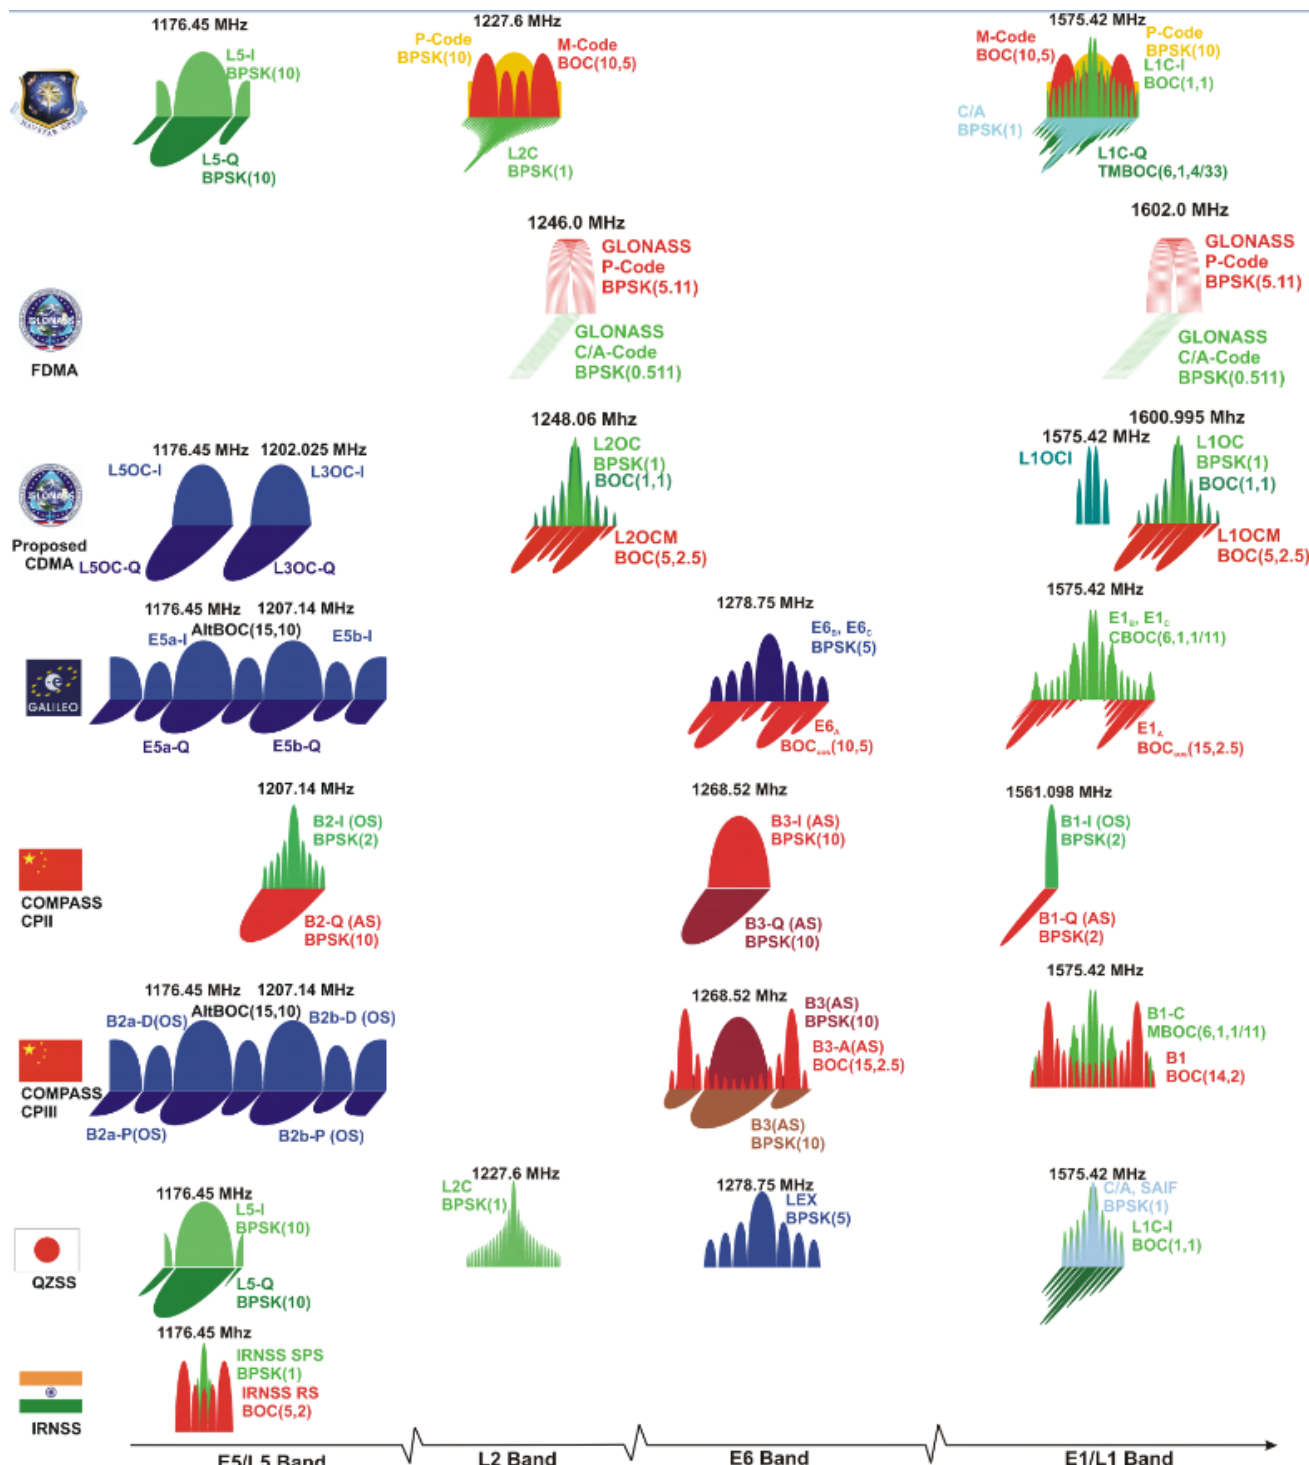 1176.45 MHz
1227.6 MHz
1575.42 MHz
L5-I
BPSK(10)
P-Code
BPSK(10)
M-Code
BOC(10,5)
M-Code
BOC(10,5)
P-Code
BPSK(10)
L1C-I
BOC(1,1)
C/A
BPSK(1)
L5-Q
BPSK(10)
L2C
BPSK(1)
L1C-Q
TMBOC(6,1,4/33)
NAVSTAR GPS
1246.0 MHz
1602.0 MHz
GLONASS
P-Code
BPSK(5.11)
GLONASS
P-Code
BPSK(5.11)
GLONASS
FDMA
GLONASS
C/A-Code
BPSK(0.511)
GLONASS
C/A-Code
BPSK(0.511)
1176.45 MHz
1202.025 MHz
1248.06 Mhz
1575.42 MHz
1600.995 Mhz
L5OC-I
L3OC-I
L2OC
BPSK(1)
BOC(1,1)
L1OCI
L1OC
BPSK(1)
BOC(1,1)
GLONASS
Proposed
CDMA
L5OC-Q
L3OC-Q
L2OCM
BOC(5,2.5)
L1OCM
BOC(5,2.5)
1176.45 MHz
1207.14 MHz
1278.75 MHz
1575.42 MHz
AltBOC(15,10)
E5a-I
E5b-I
E6B, E6C
BPSK(5)
E1B, E1C
CBOC(6,1,1/11)
GALILEO
E5a-Q
E5b-Q
E6A
BOCcos(10,5)
E1A
BOCcos(15,2.5)
1207.14 MHz
1268.52 MHz
1561.098 MHz
B2-I (OS)
BPSK(2)
B3-I (AS)
BPSK(10)
B1-I (OS)
BPSK(2)
COMPASS
CPII
B2-Q (AS)
BPSK(10)
B3-Q (AS)
BPSK(10)
B1-Q (AS)
BPSK(2)
1176.45 MHz
1207.14 MHz
1268.52 Mhz
1575.42 MHz
AltBOC(15,10)
B2a-D(OS)
B2b-D (OS)
B3(AS)
BPSK(10)
B3-A(AS)
BOC(15,2.5)
B1-C
MBOC(6,1,1/11)
B1
BOC(14,2)
COMPASS
CPIII
B2a-P(OS)
B2b-P (OS)
B3(AS)
BPSK(10)
1176.45 MHz
1227.6 MHz
1278.75 MHz
1575.42 MHz
L5-I
BPSK(10)
L2C
BPSK(1)
LEX
BPSK(5)
C/A, SAIF
BPSK(1)
L1C-I
BOC(1,1)
QZSS
L5-Q
BPSK(10)
1176.45 Mhz
IRNSS SPS
BPSK(1)
IRNSS RS
BOC(5,2)
IRNSS
E5/L5 Band
L2 Band
E6 Band
E1/L1 Band